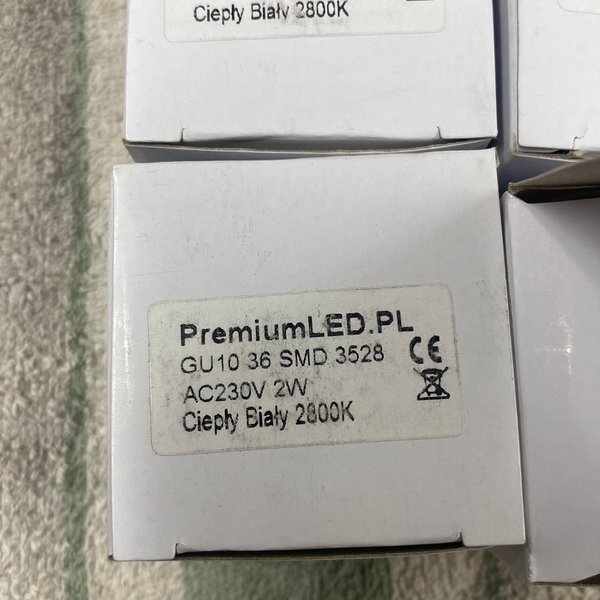 Ciepły Biały 2800K
PremiumLED.PL
GU10 36 SMD 3528
CE
AC230V 2W
Ciepły Biały 2800K